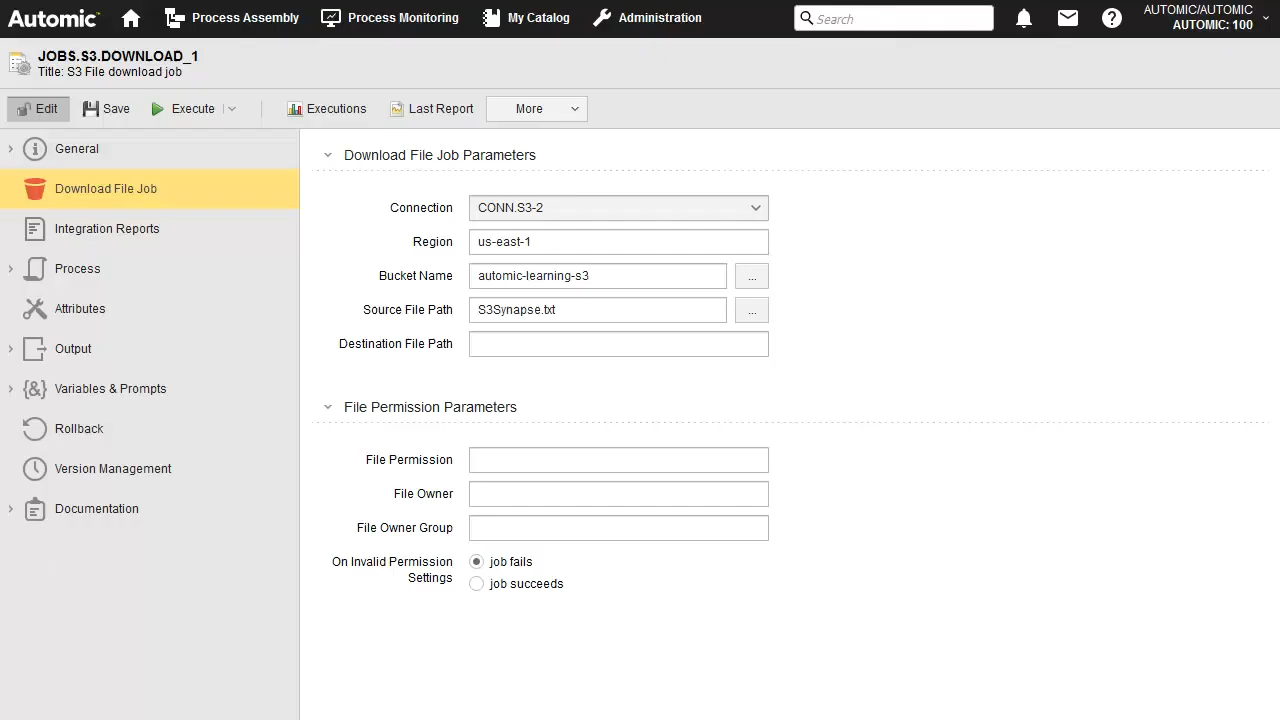 Automic™ Process Assembly Process Monitoring My Catalog Administration Search AUTOMIC/AUTOMIC
AUTOMIC: 100
JOBS.S3.DOWNLOAD_1
Title: S3 File download job
Edit Save Execute Executions Last Report More
General
Download File Job
Integration Reports
Process
Attributes
Output
Variables & Prompts
Rollback
Version Management
Documentation
Download File Job Parameters
Connection CONN.S3-2
Region us-east-1
Bucket Name automic-learning-s3 ...
Source File Path S3Synapse.txt ...
Destination File Path
File Permission Parameters
File Permission
File Owner
File Owner Group
On Invalid Permission
Settings
job fails
job succeeds